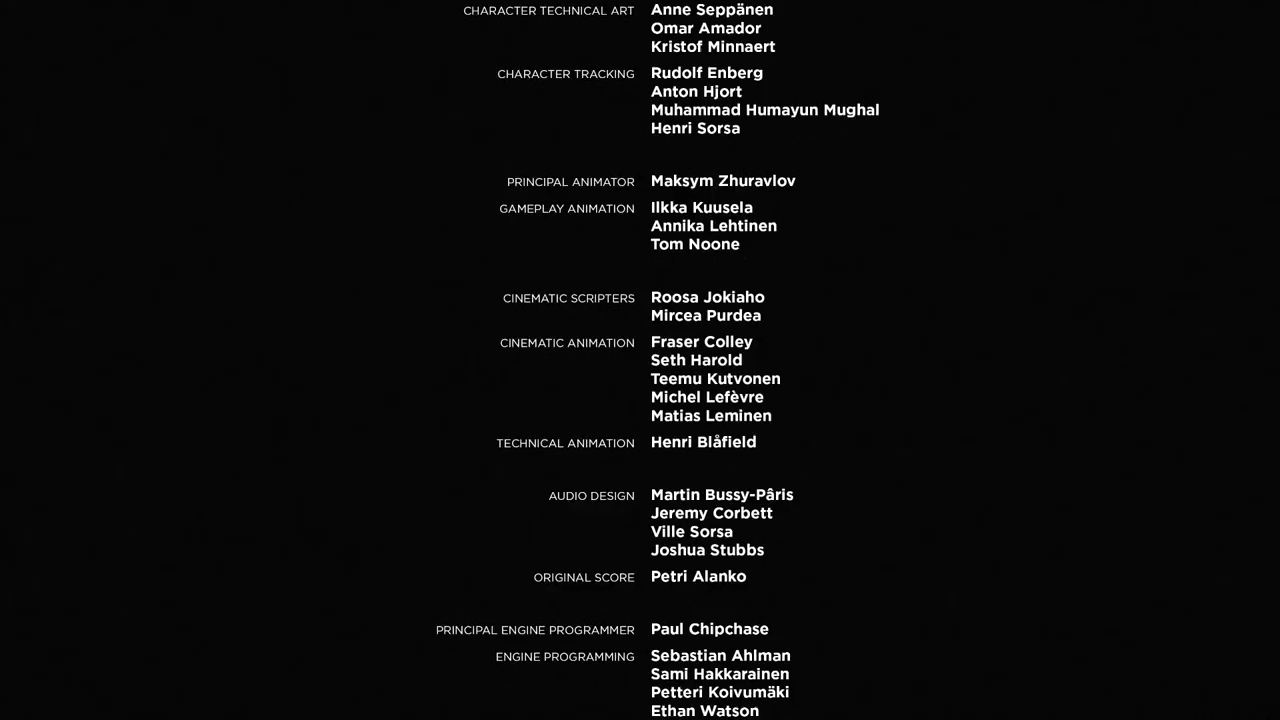 CHARACTER TECHNICAL ART Anne Seppänen
Omar Amador
Kristof Minnaert
CHARACTER TRACKING Rudolf Enberg
Anton Hjort
Muhammad Humayun Mughal
Henri Sorsa
PRINCIPAL ANIMATOR Maksym Zhuravlov
GAMEPLAY ANIMATION Ilkka Kuusela
Annika Lehtinen
Tom Noone
CINEMATIC SCRIPTERS Roosa Jokiaho
Mircea Purdea
CINEMATIC ANIMATION Fraser Colley
Seth Harold
Teemu Kutvonen
Michel Lefèvre
Matias Leminen
TECHNICAL ANIMATION Henri Blåfield
AUDIO DESIGN Martin Bussy-Pâris
Jeremy Corbett
Ville Sorsa
Joshua Stubbs
ORIGINAL SCORE Petri Alanko
PRINCIPAL ENGINE PROGRAMMER Paul Chipchase
ENGINE PROGRAMMING Sebastian Ahlman
Sami Hakkarainen
Petteri Koivumäki
Ethan Watson